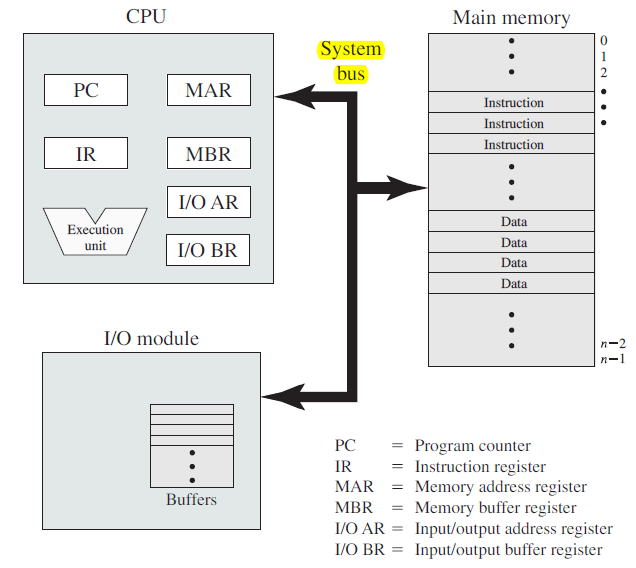 CPU
Main memory
System
bus
0
1
2
PC
MAR
Instruction
Instruction
Instruction
IR
MBR
I/O AR
Execution
unit
I/O BR
Data
Data
Data
Data
I/O module
n−2
n−1
Buffers
PC = Program counter
IR = Instruction register
MAR = Memory address register
MBR = Memory buffer register
I/O AR = Input/output address register
I/O BR = Input/output buffer register